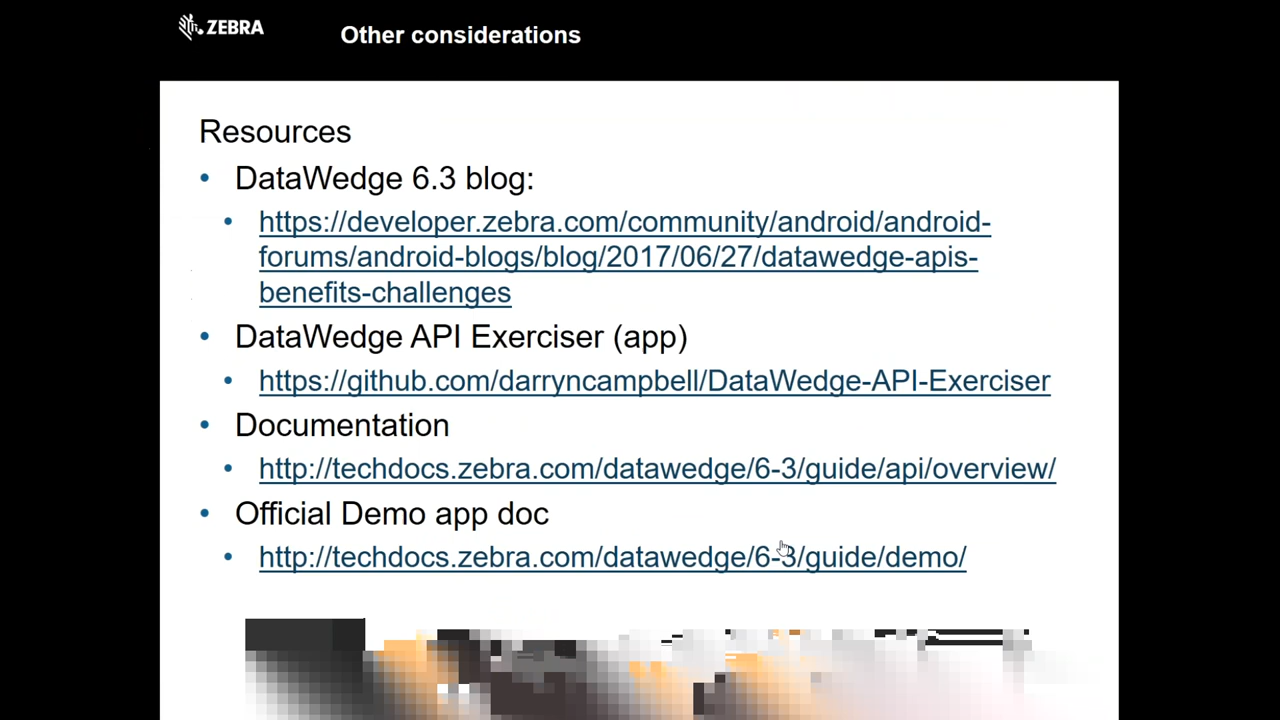 ZEBRA
Other considerations
Resources
• DataWedge 6.3 blog:
• https://developer.zebra.com/community/android/android-
forums/android-blogs/blog/2017/06/27/datawedge-apis-
benefits-challenges
• DataWedge API Exerciser (app)
• https://github.com/darryncampbell/DataWedge-API-Exerciser
• Documentation
• http://techdocs.zebra.com/datawedge/6-3/guide/api/overview/
• Official Demo app doc
• http://techdocs.zebra.com/datawedge/6-3/guide/demo/